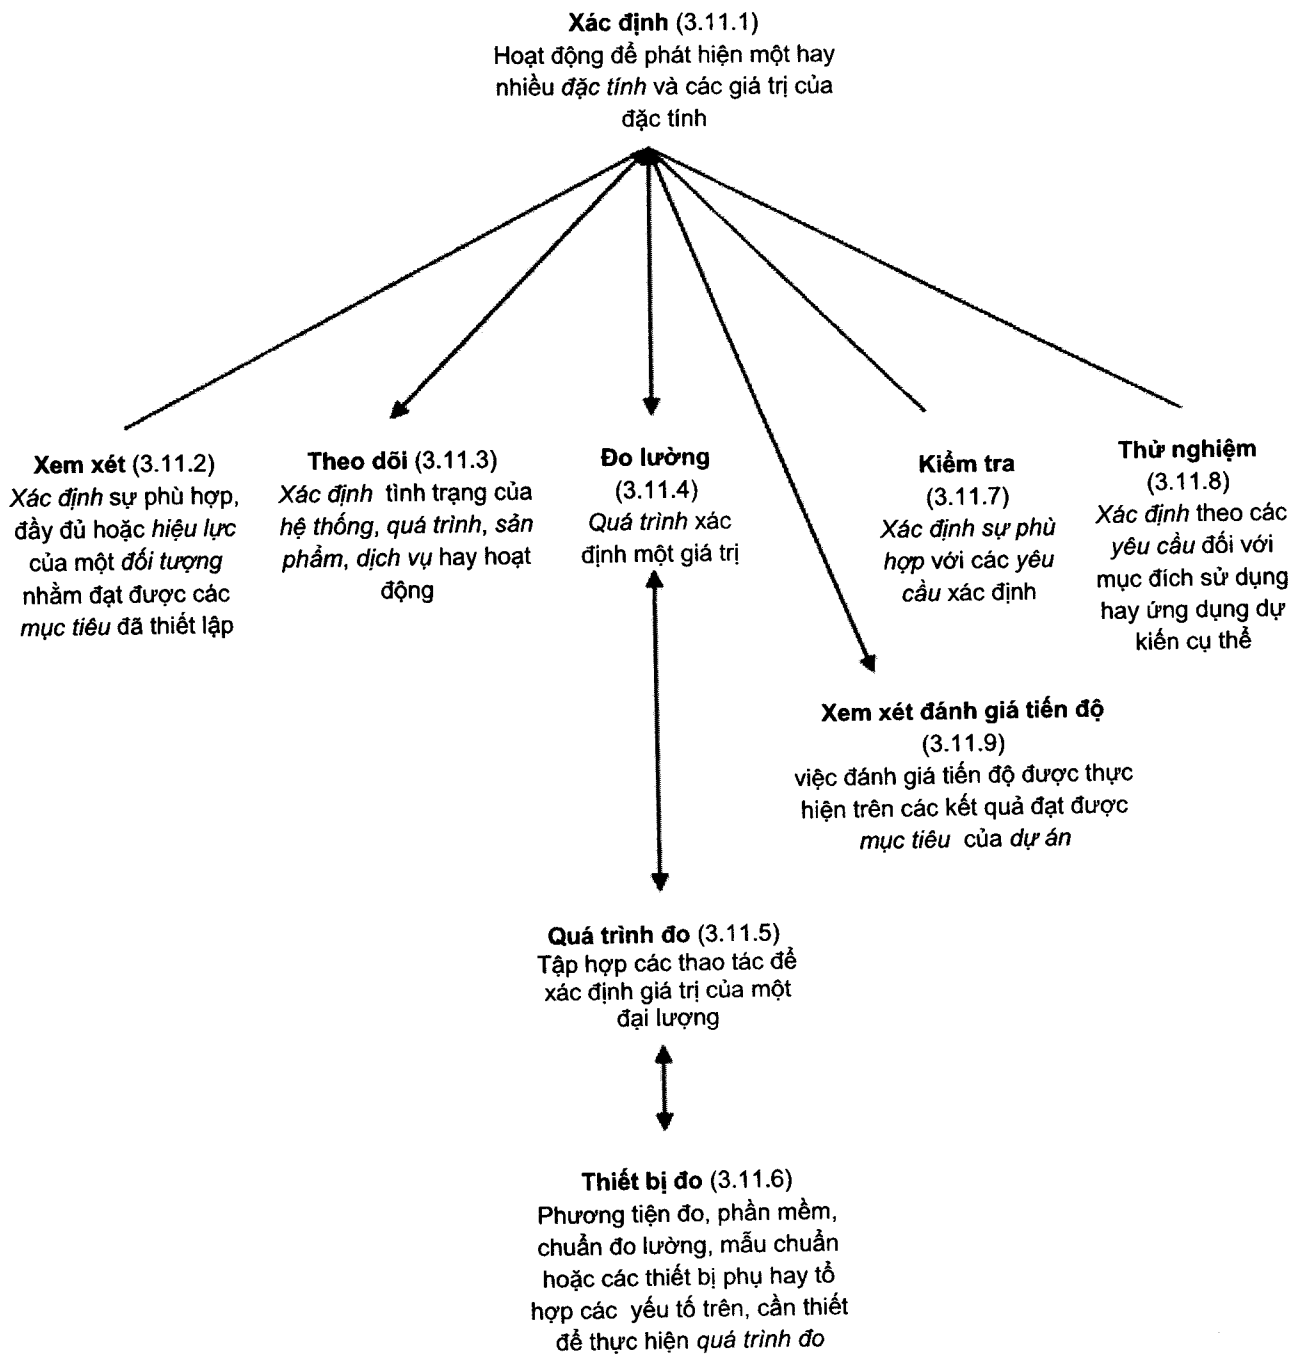 Xác định (3.11.1)
Hoạt động để phát hiện một hay
nhiều đặc tính và các giá trị của
đặc tính
Xem xét (3.11.2)
Xác định sự phù hợp,
đầy đủ hoặc hiệu lực
của một đối tượng
nhằm đạt được các
mục tiêu đã thiết lập
Theo dõi (3.11.3)
Xác định tình trạng của
hệ thống, quá trình, sản
phẩm, dịch vụ hay hoạt
động
Đo lường
(3.11.4)
Quá trình xác
định một giá trị
Kiểm tra
(3.11.7)
Xác định sự phù
hợp với các yêu
cầu xác định
Thử nghiệm
(3.11.8)
Xác định theo các
yêu cầu đối với
mục đích sử dụng
hay ứng dụng dự
kiến cụ thể
Xem xét đánh giá tiến độ
(3.11.9)
việc đánh giá tiến độ được thực
hiện trên các kết quả đạt được
mục tiêu của dự án
Quá trình đo (3.11.5)
Tập hợp các thao tác để
xác định giá trị của một
đại lượng
Thiết bị đo (3.11.6)
Phương tiện đo, phần mềm,
chuẩn đo lường, mẫu chuẩn
hoặc các thiết bị phụ hay tổ
hợp các yếu tố trên, cần thiết
để thực hiện quá trình đo